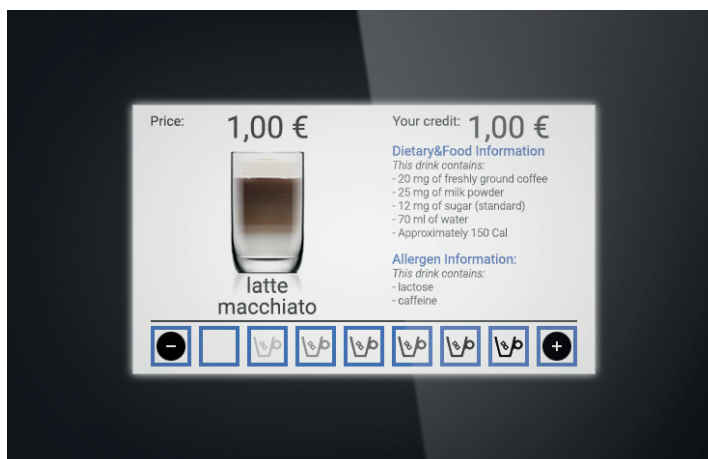 Price:
1,00 €
latte
macchiato
Your credit: 1,00 €
Dietary&Food Information
This drink contains:
- 20 mg of freshly ground coffee
- 25 mg of milk powder
- 12 mg of sugar (standard)
- 70 ml of water
- Approximately 150 Cal
Allergen Information:
This drink contains:
- lactose
- caffeine
- +